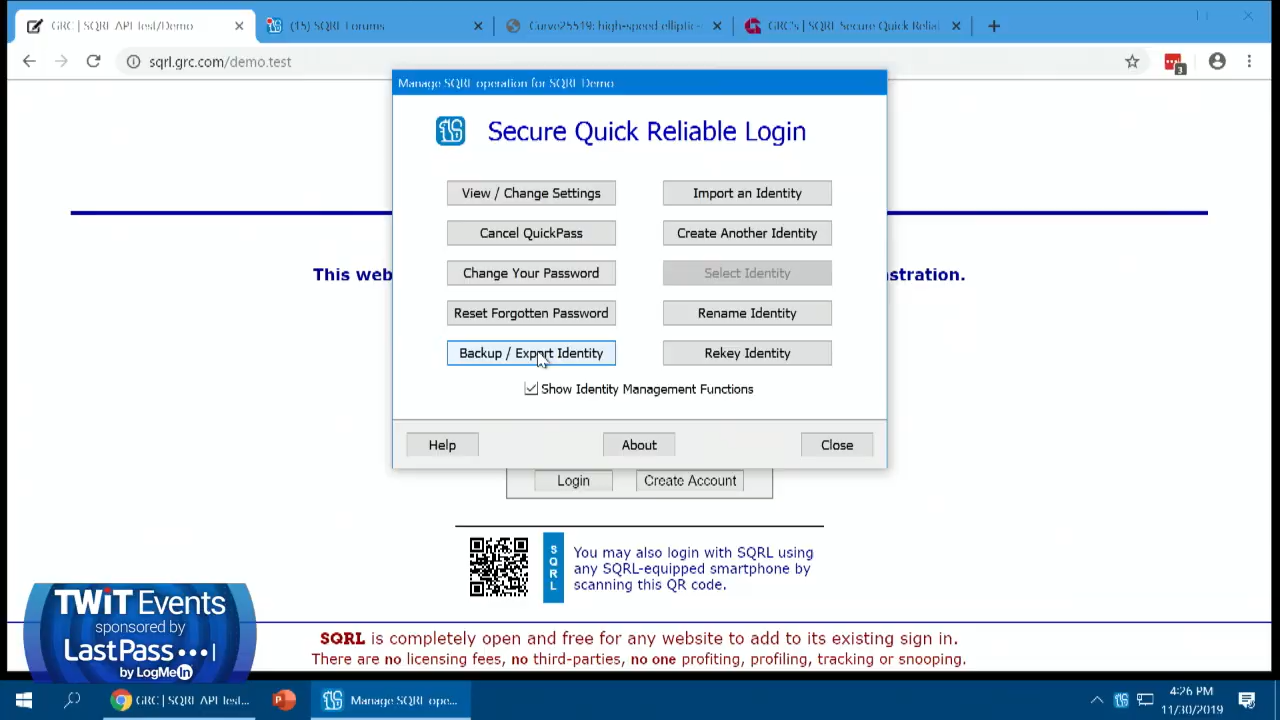 GRC | SQRL API Test/Demo
(15) SQRL Forums
Curve25519: high-speed elliptic-
GRC's | SQRL Secure Quick Reliab
sqrl.grc.com/demo.test
3
Manage SQRL operation for SQRL Demo
Secure Quick Reliable Login
View / Change Settings
Import an Identity
Cancel QuickPass
Create Another Identity
This web
Change Your Password
Select Identity
stration.
Reset Forgotten Password
Rename Identity
Backup / Export Identity
Rekey Identity
Show Identity Management Functions
Help
About
Close
Login
Create Account
SQRL
You may also login with SQRL using
any SQRL-equipped smartphone by
scanning this QR code.
TWiT Events
sponsored by
LastPass •••|
by LogMeIn
SQRL is completely open and free for any website to add to its existing sign in.
There are no licensing fees, no third-parties, no one profiting, profiling, tracking or snooping.
GRC | SQRL API Test...
Manage SQRL ope...
4:26 PM
11/30/2019